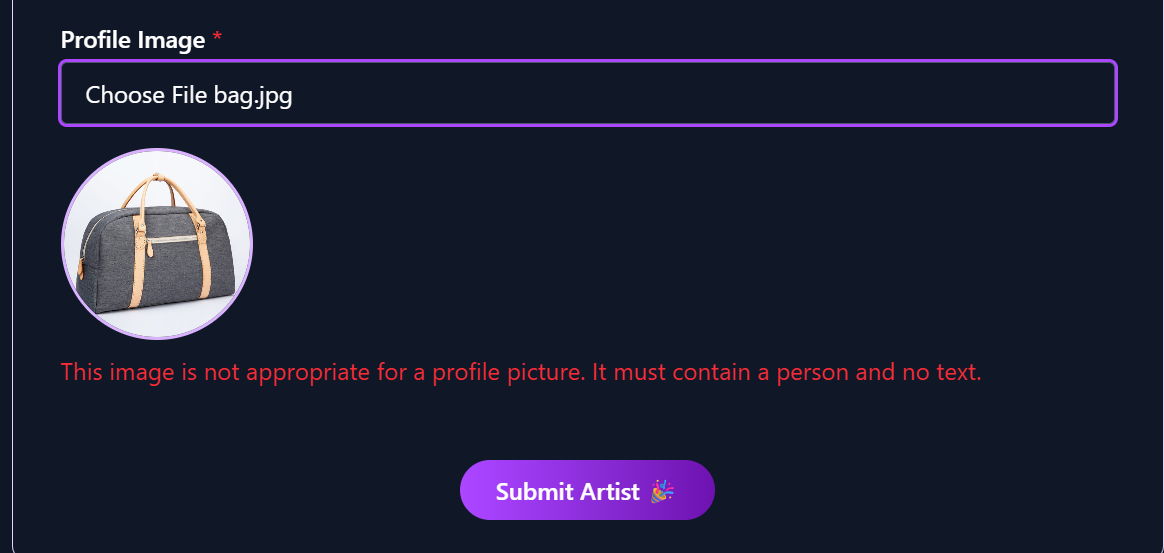 Profile Image *
Choose File bag.jpg
This image is not appropriate for a profile picture. It must contain a person and no text.
Submit Artist 🎉